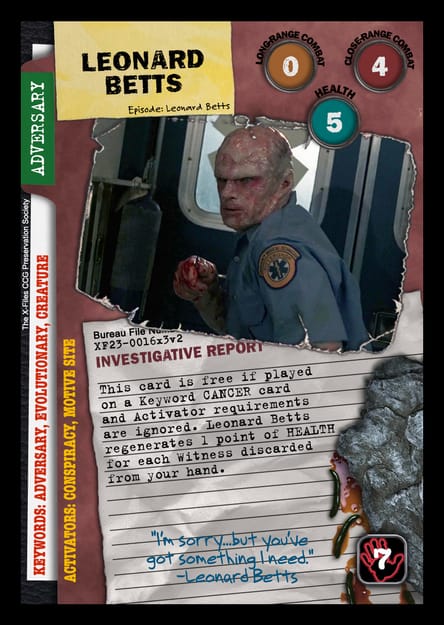 LEONARD
BETTS
Episode: Leonard Betts
LONG-RANGE COMBAT
0
CLOSE-RANGE COMBAT
4
HEALTH
5
ADVERSARY
The X-Files CCG Preservation Society
KEYWORDS: ADVERSARY, EVOLUTIONARY, CREATURE
ACTIVATORS: CONSPIRACY, MOTIVE SITE
Bureau File
XF23-0016x3v2
INVESTIGATIVE REPORT
This card is free if played
on a Keyword CANCER card
and Activator requirements
are ignored. Leonard Betts
regenerates 1 point of HEALTH
for each Witness discarded
from your hand.
"I'm sorry...but you've
got something I need."
-Leonard Betts
7